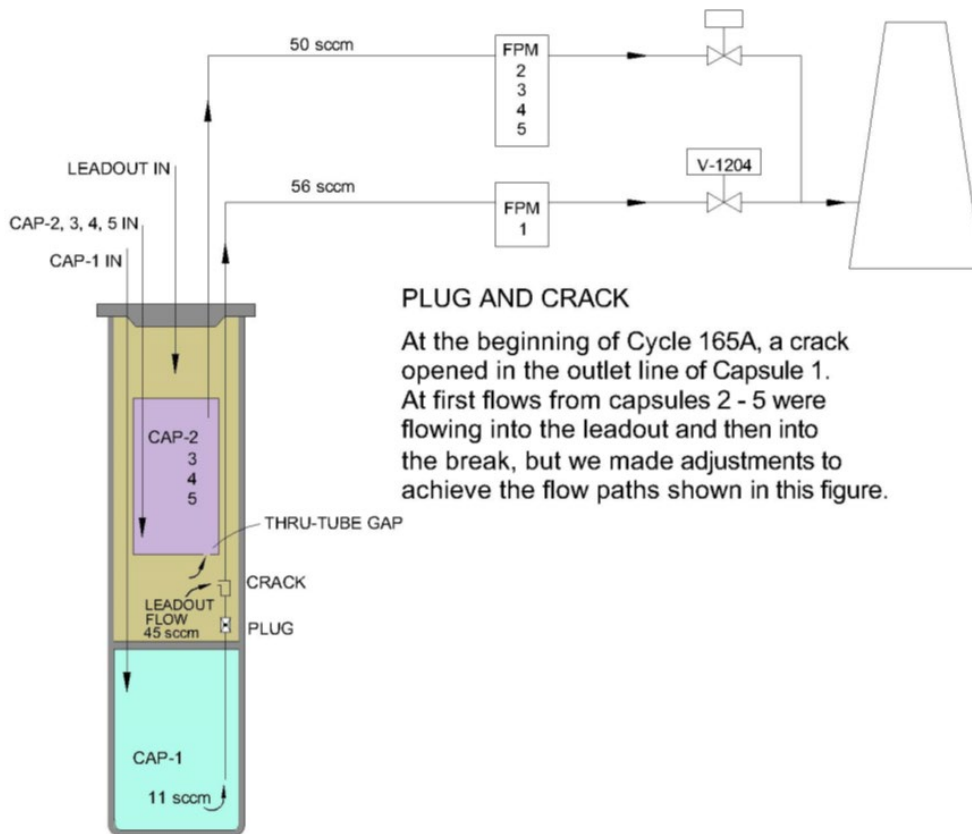 50 sccm
FPM
2
3
4
5
LEADOUT IN
V-1204
56 sccm
FPM
1
CAP-2, 3, 4, 5 IN
CAP-1 IN
PLUG AND CRACK
At the beginning of Cycle 165A, a crack
opened in the outlet line of Capsule 1.
At first flows from capsules 2 - 5 were
flowing into the leadout and then into
the break, but we made adjustments to
achieve the flow paths shown in this figure.
CAP-2
3
4
5
THRU-TUBE GAP
CRACK
LEADOUT
FLOW
45 sccm
PLUG
CAP-1
11 sccm